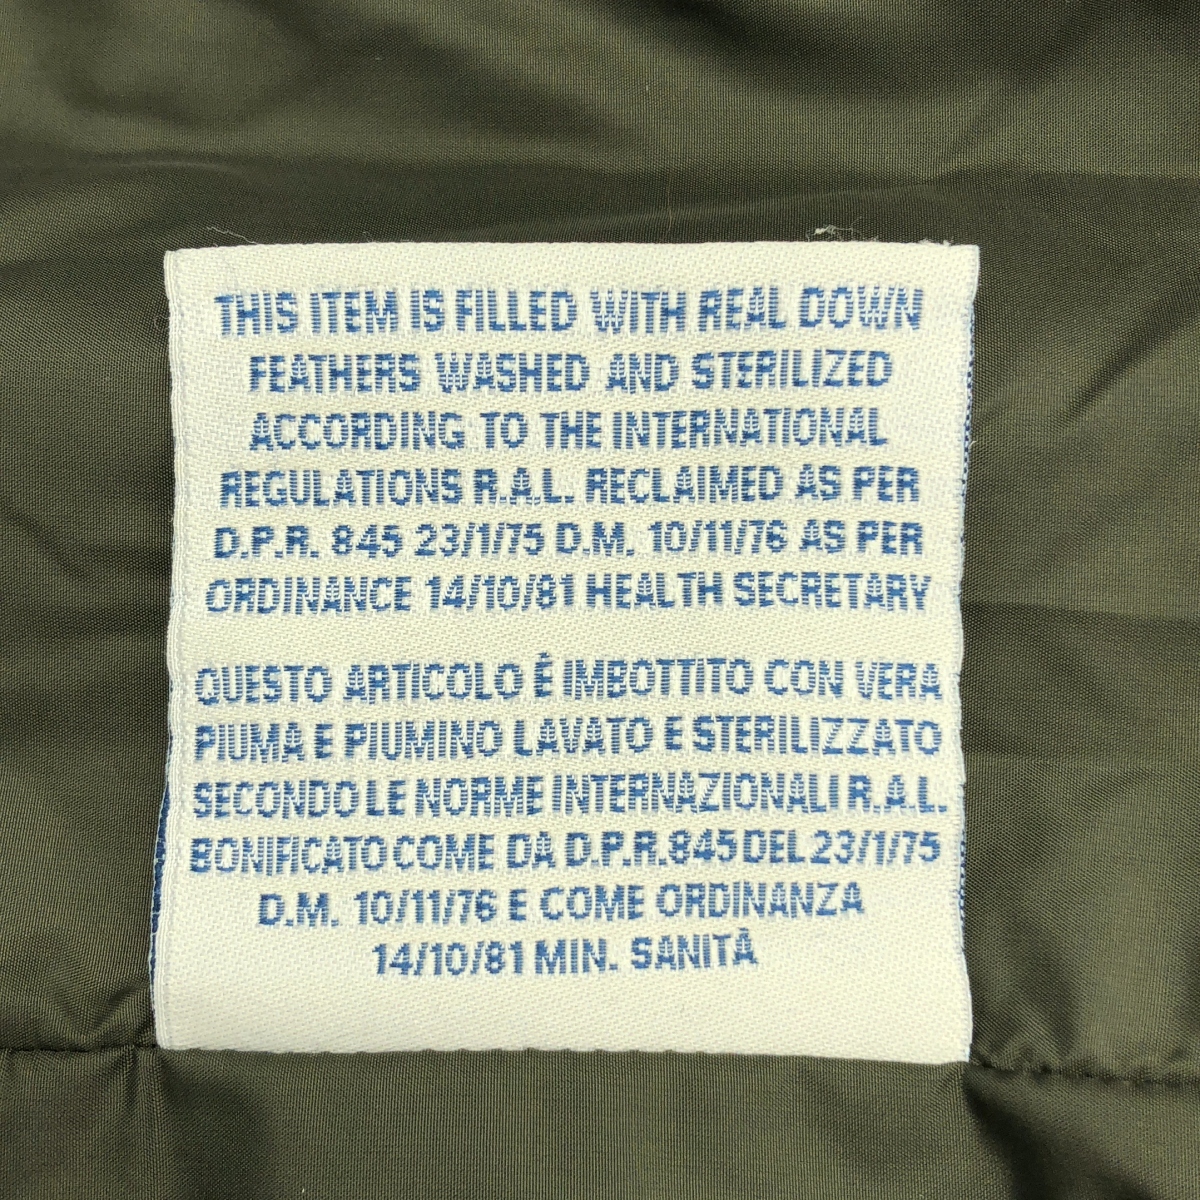 THIS ITEM IS FILLED WITH REAL DOWN
FEATHERS WASHED AND STERILIZED
ACCORDING TO THE INTERNATIONAL
REGULATIONS R.A.L. RECLAIMED AS PER
D.P.R. 845 23/1/75 D.M. 10/11/76 AS PER
ORDINANCE 14/10/81 HEALTH SECRETARY
QUESTO ARTICOLO É IMBOTTITO CON VERA
PIUMA E PIUMINO LAVATO E STERILIZZATO
SECONDO LE NORME INTERNAZIONALI R.A.L.
BONIFICATO COME DA D.P.R. 845 DEL 23/1/75
D.M. 10/11/76 E COME ORDINANZA
14/10/81 MIN. SANITÀ